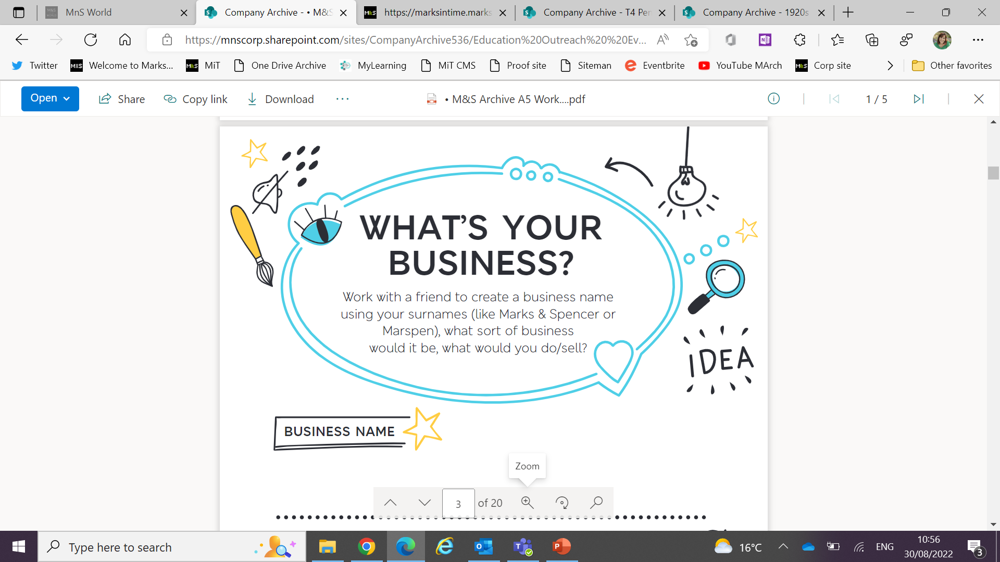 MnS World
Company Archive - • M&S
https://marksintime.marks
Company Archive - T4 Per
Company Archive - 1920s
https://mnscorp.sharepoint.com/sites/CompanyArchive536/Education%20Outreach%20%20Ev...
Twitter
Welcome to Marks...
MiT
One Drive Archive
MyLearning
MiT CMS
Proof site
Siteman
Eventbrite
YouTube MArch
Corp site
Other favorites
Open
Share
Copy link
Download
• M&S Archive A5 Work....pdf
1 / 5
WHAT'S YOUR
BUSINESS?
Work with a friend to create a business name
using your surnames (like Marks & Spencer or
Marspen), what sort of business
would it be, what would you do/sell?
IDEA
BUSINESS NAME
Zoom
3 of 20
Type here to search
16°C
ENG
10:56
30/08/2022
3